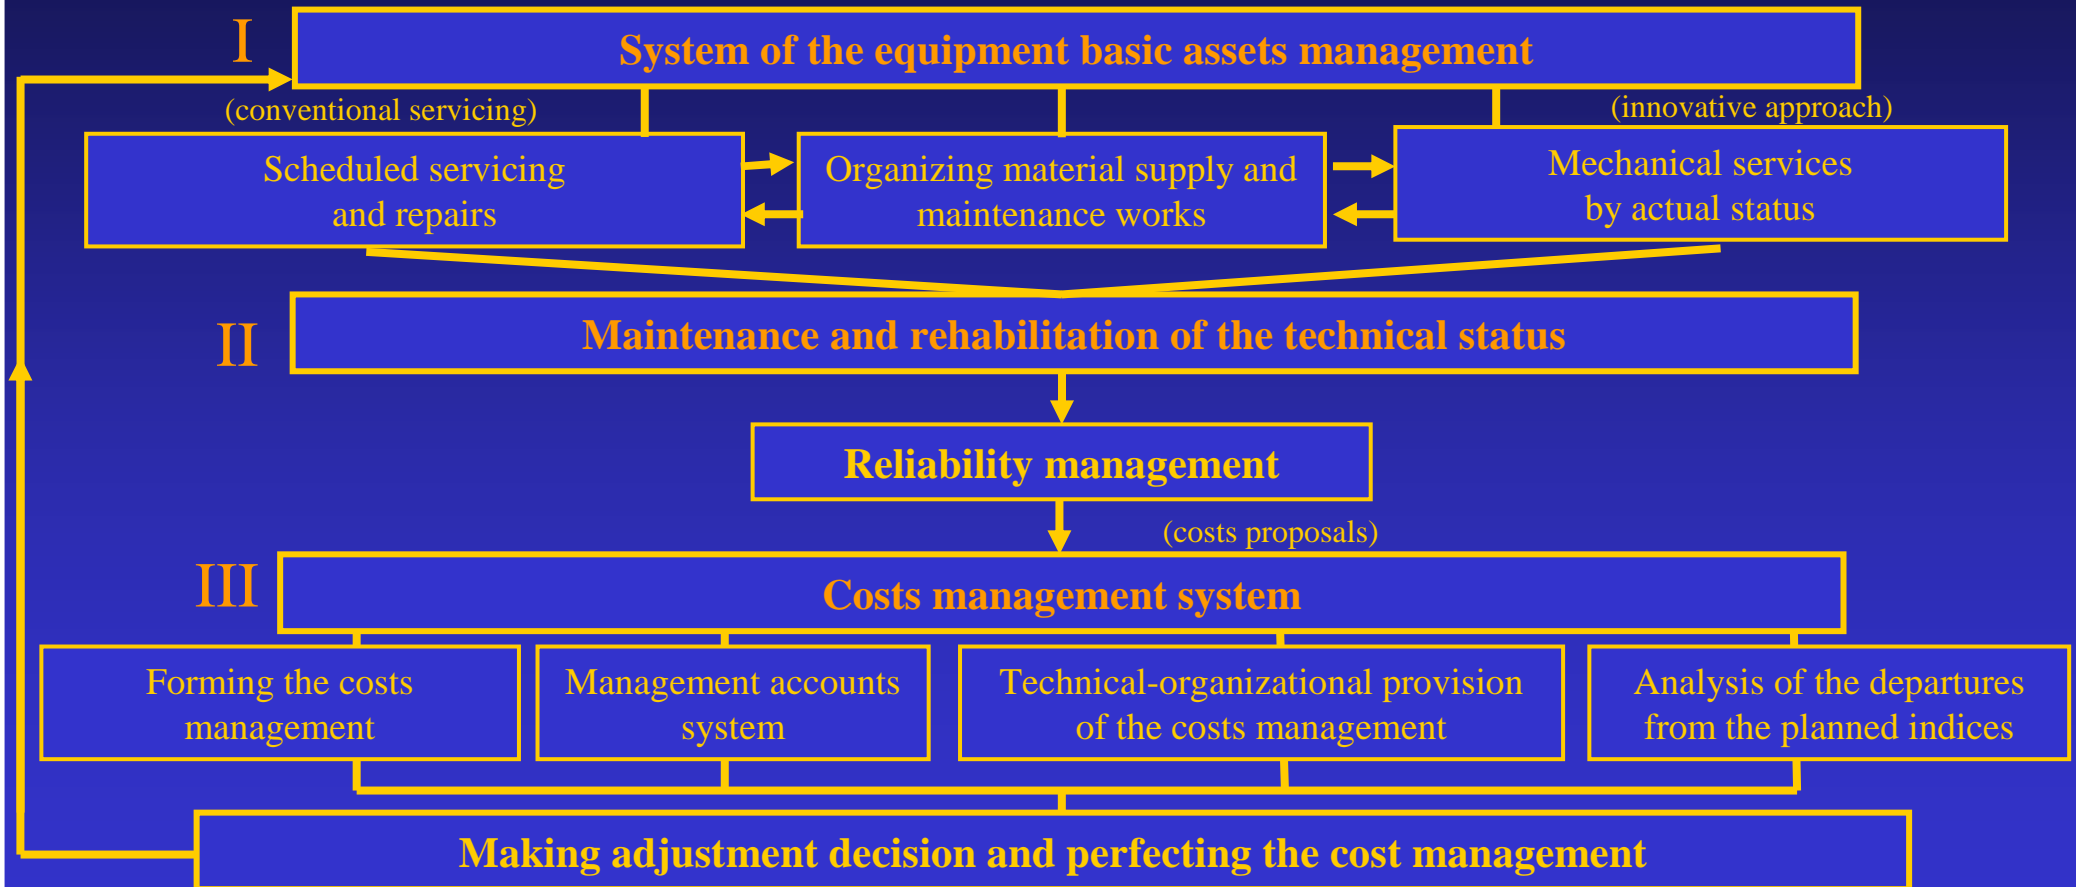 I
System of the equipment basic assets management
(conventional servicing)
(innovative approach)
Scheduled servicing
and repairs
Organizing material supply and
maintenance works
Mechanical services
by actual status
II
Maintenance and rehabilitation of the technical status
Reliability management
(costs proposals)
III
Costs management system
Forming the costs
management
Management accounts
system
Technical-organizational provision
of the costs management
Analysis of the departures
from the planned indices
Making adjustment decision and perfecting the cost management